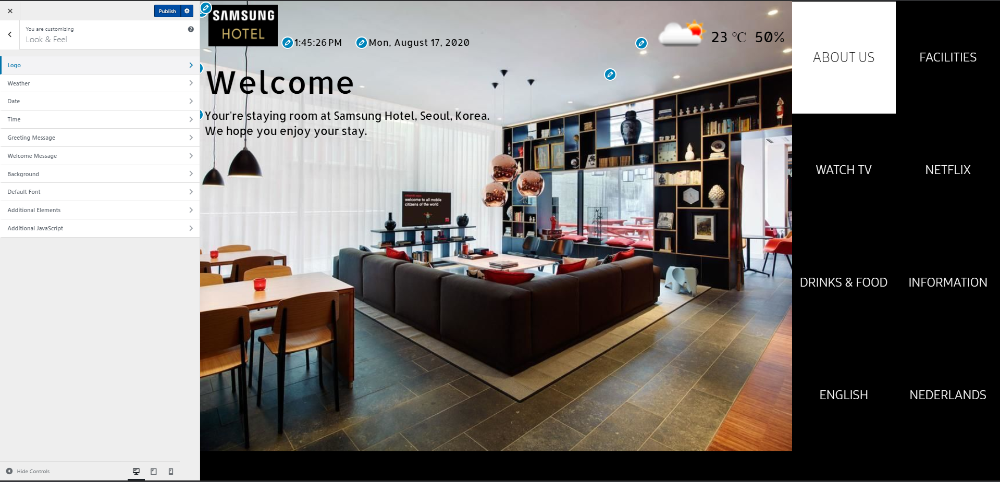 Publish
You are customizing
Look & Feel
Logo
Weather
Date
Time
Greeting Message
Welcome Message
Background
Default Font
Additional Elements
Additional JavaScript
Hide Controls
SAMSUNG
HOTEL
1:45:26 PM
Mon, August 17, 2020
23 °C 50%
Welcome
Your're staying room at Samsung Hotel, Seoul, Korea.
We hope you enjoy your stay.
welcome to all mobile
citizens of the world
ABOUT US
FACILITIES
WATCH TV
NETFLIX
DRINKS & FOOD
INFORMATION
ENGLISH
NEDERLANDS